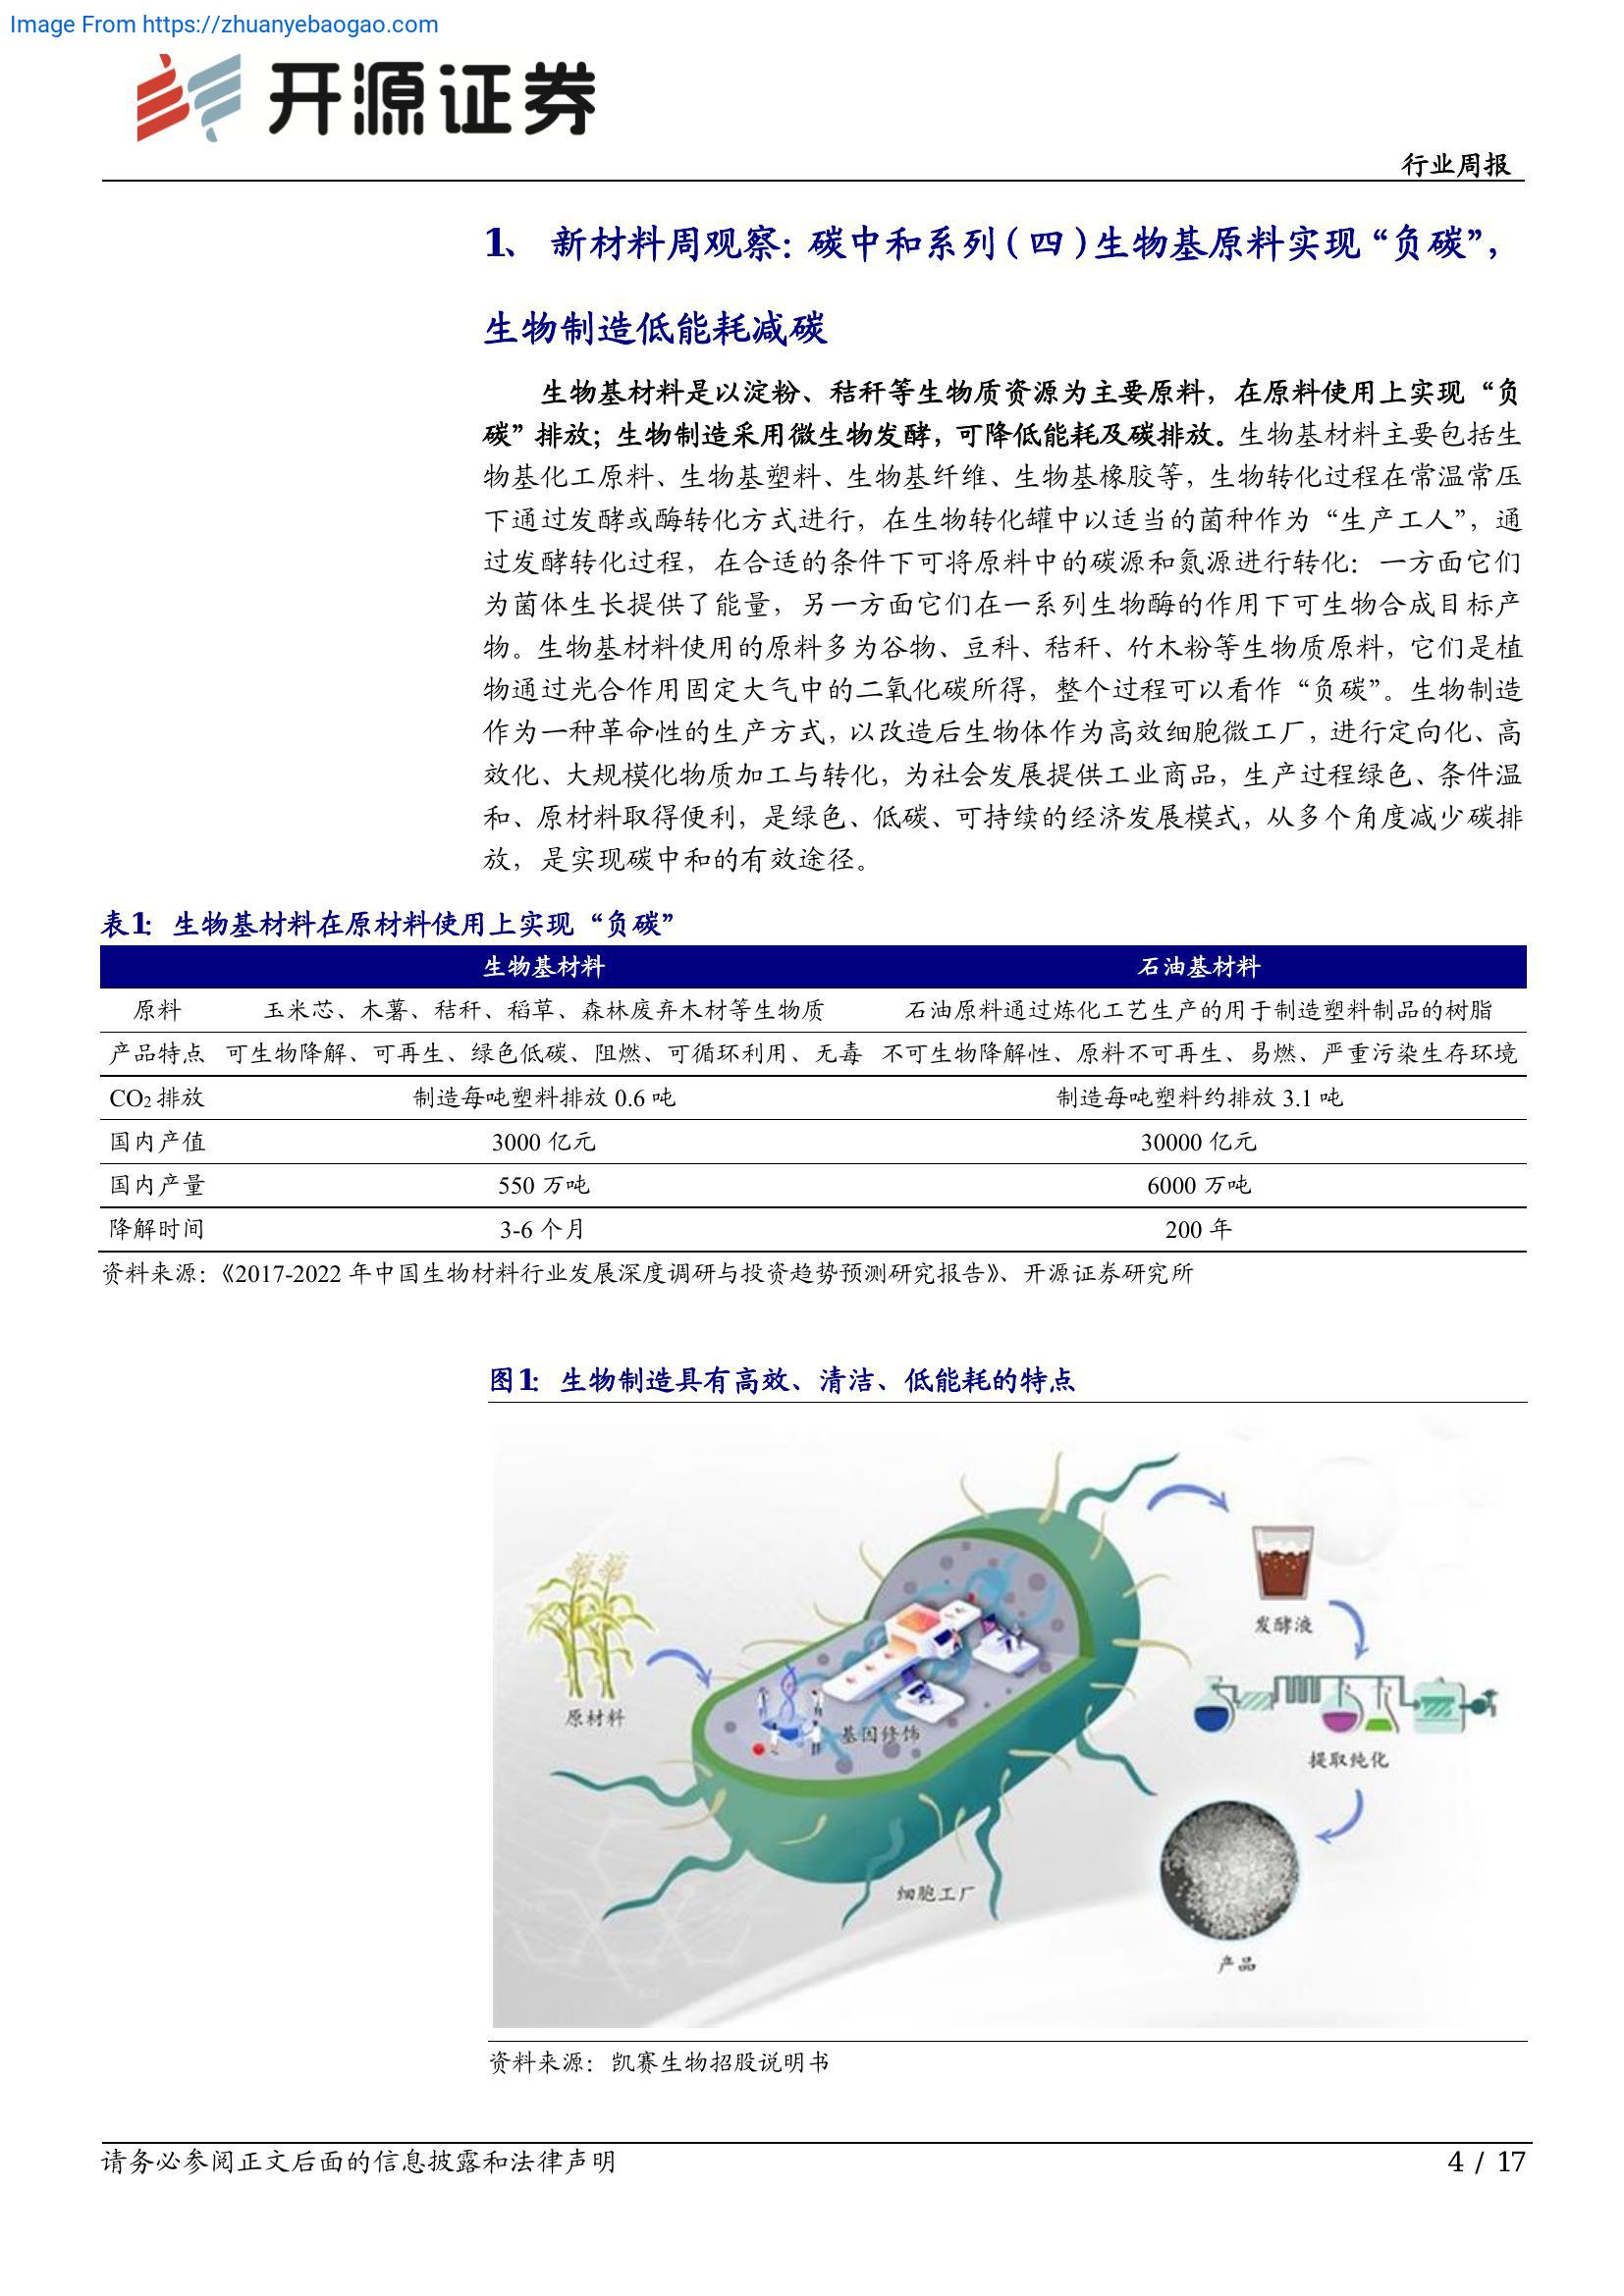 Image From https://zhuanyebaogao.com
开源证券
行业周报
1、 新材料周观察：碳中和系列（四）生物基原料实现“负碳”，
生物制造低能耗减碳
生物基材料是以淀粉、秸秆等生物质资源为主要原料，在原料使用上实现“负
碳”排放；生物制造采用微生物发酵，可降低能耗及碳排放。生物基材料主要包括生
物基化工原料、生物基塑料、生物基纤维、生物基橡胶等，生物转化过程在常温常压
下通过发酵或酶转化方式进行，在生物转化罐中以适当的菌种作为“生产工人”，通
过发酵转化过程，在合适的条件下可将原料中的碳源和氮源进行转化：一方面它们
为菌体生长提供了能量，另一方面它们在一系列生物酶的作用下可生物合成目标产
物。生物基材料使用的原料多为谷物、豆科、秸秆、竹木粉等生物质原料，它们是植
物通过光合作用固定大气中的二氧化碳所得，整个过程可以看作“负碳”。生物制造
作为一种革命性的生产方式，以改造后生物体作为高效细胞微工厂，进行定向化、高
效化、大规模化物质加工与转化，为社会发展提供工业商品，生产过程绿色、条件温
和、原材料取得便利，是绿色、低碳、可持续的经济发展模式，从多个角度减少碳排
放，是实现碳中和的有效途径。
表1：生物基材料在原材料使用上实现“负碳”
生物基材料 石油基材料
原料 玉米芯、木薯、秸秆、稻草、森林废弃木材等生物质 石油原料通过炼化工艺生产的用于制造塑料制品的树脂
产品特点 可生物降解、可再生、绿色低碳、阻燃、可循环利用、无毒 不可生物降解性、原料不可再生、易燃、严重污染生存环境
CO₂排放 制造每吨塑料排放 0.6 吨 制造每吨塑料约排放 3.1 吨
国内产值 3000 亿元 30000 亿元
国内产量 550 万吨 6000 万吨
降解时间 3-6 个月 200 年
资料来源：《2017-2022 年中国生物材料行业发展深度调研与投资趋势预测研究报告》、开源证券研究所
图1：生物制造具有高效、清洁、低能耗的特点
发酵液
原材料
基因修饰
提取纯化
细胞工厂
产品
资料来源：凯赛生物招股说明书
请务必参阅正文后面的信息披露和法律声明 4 / 17